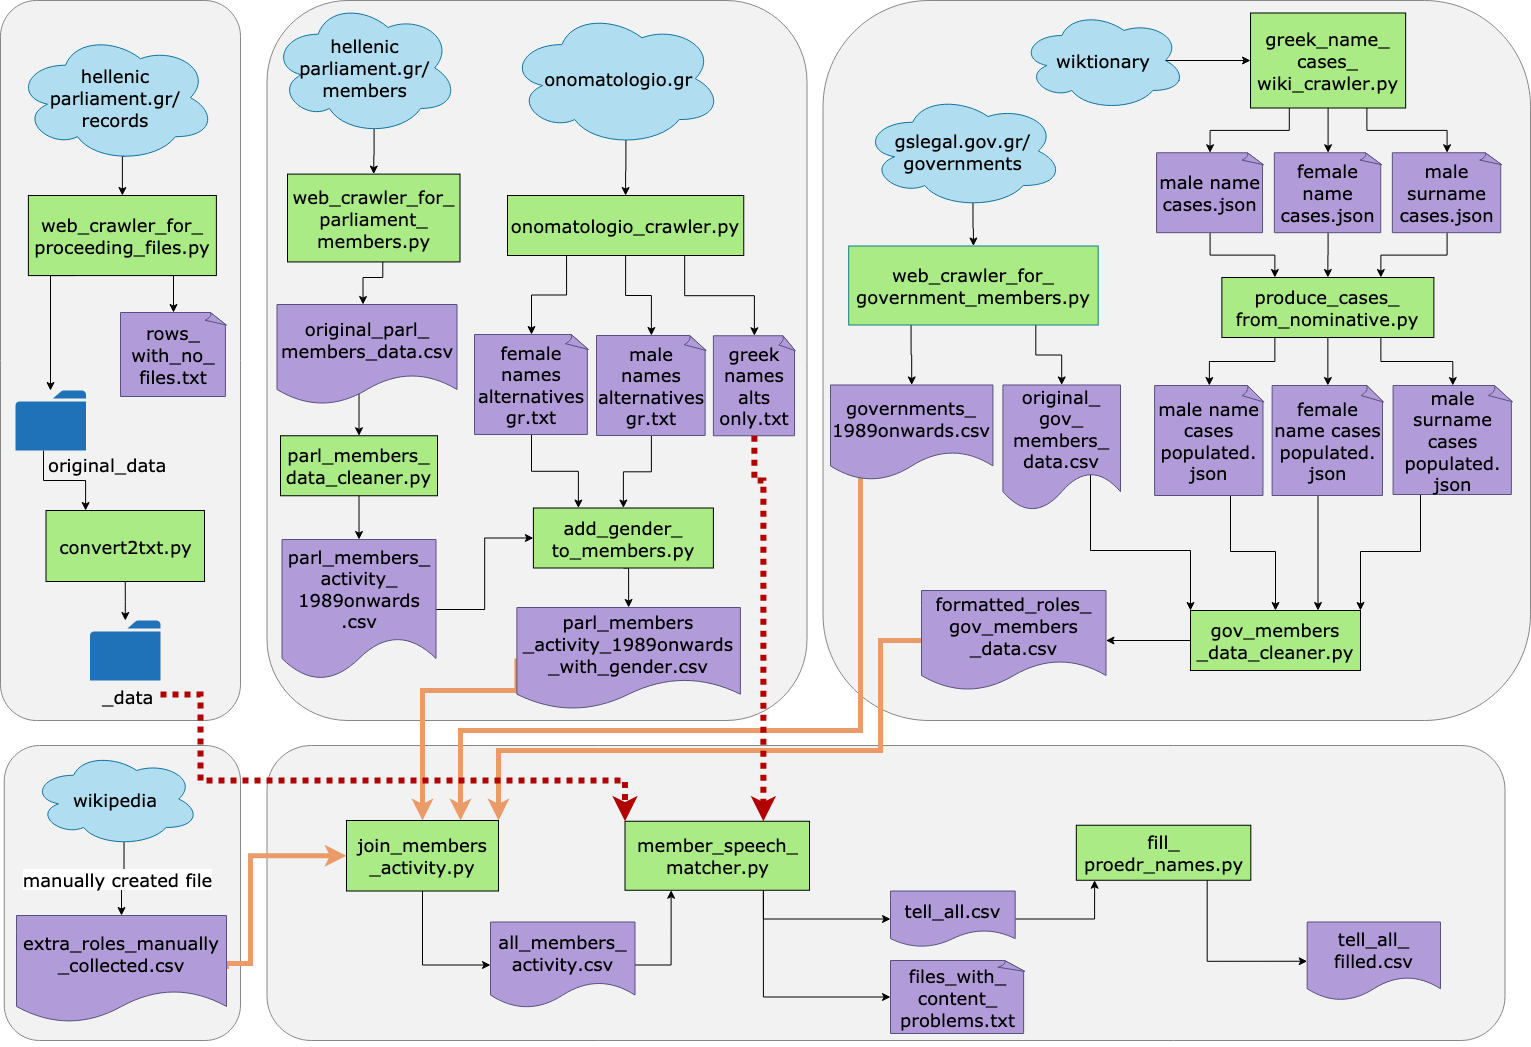 hellenic
parliament.gr/
records
web_crawler_for_
proceeding_files.py
rows_
with_no_
files.txt
original_data
convert2txt.py
_data
hellenic
parliament.gr/
members
web_crawler_for_
parliament_
members.py
original_parl_
members_data.csv
parl_members_
data_cleaner.py
parl_members_
activity_
1989onwards
.csv
onomatologio.gr
onomatologio_crawler.py
female
names
alternatives
gr.txt
male
names
alternatives
gr.txt
greek
names
alts
only.txt
add_gender_
to_members.py
parl_members
_activity_1989onwards
_with_gender.csv
wiktionary
greek_name_
cases_
wiki_crawler.py
gslegal.gov.gr/
governments
male name
cases.json
female
name
cases.json
male
surname
cases.json
web_crawler_for_
government_members.py
produce_cases_
from_nominative.py
governments_
1989onwards.csv
original_
gov_
members_
data.csv
male name
cases
populated.
json
female
name cases
populated.
json
male
surname
cases
populated.
json
formatted_roles_
gov_members
_data.csv
gov_members
_data_cleaner.py
wikipedia
manually created file
extra_roles_manually
_collected.csv
join_members
_activity.py
all_members_
activity.csv
member_speech_
matcher.py
tell_all.csv
files_with_
content_
problems.txt
fill_
proedr_names.py
tell_all_
filled.csv